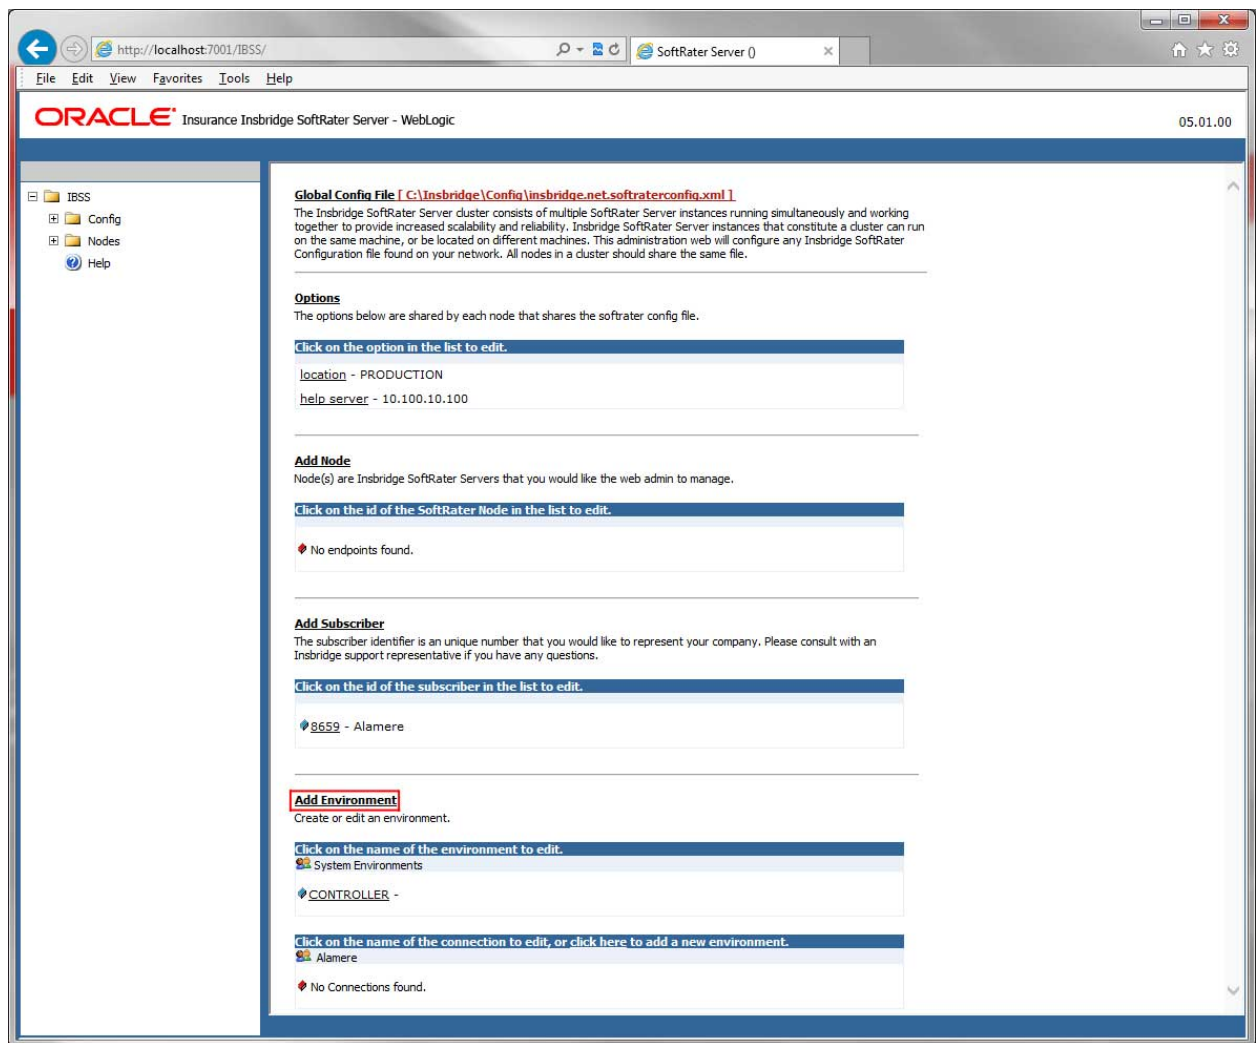 http://localhost:7001/IBSS/
SoftRater Server ()
File Edit View Favorites Tools Help
ORACLE Insurance Insbridge SoftRater Server - WebLogic
05.01.00
IBSS
Config
Nodes
Help
Global Config File [ C:\Insbridge\Config\insbridge.net.softraterconfig.xml ]
The Insbridge SoftRater Server cluster consists of multiple SoftRater Server instances running simultaneously and working
together to provide increased scalability and reliability. Insbridge SoftRater Server instances that constitute a cluster can run
on the same machine, or be located on different machines. This administration web will configure any Insbridge SoftRater
Configuration file found on your network. All nodes in a cluster should share the same file.
Options
The options below are shared by each node that shares the softrater config file.
Click on the option in the list to edit.
location - PRODUCTION
help server - 10.100.10.100
Add Node
Node(s) are Insbridge SoftRater Servers that you would like the web admin to manage.
Click on the id of the SoftRater Node in the list to edit.
No endpoints found.
Add Subscriber
The subscriber identifier is an unique number that you would like to represent your company. Please consult with an
Insbridge support representative if you have any questions.
Click on the id of the subscriber in the list to edit.
8659 - Alamere
Add Environment
Create or edit an environment.
Click on the name of the environment to edit.
System Environments
CONTROLLER -
Click on the name of the connection to edit, or click here to add a new environment.
Alamere
No Connections found.